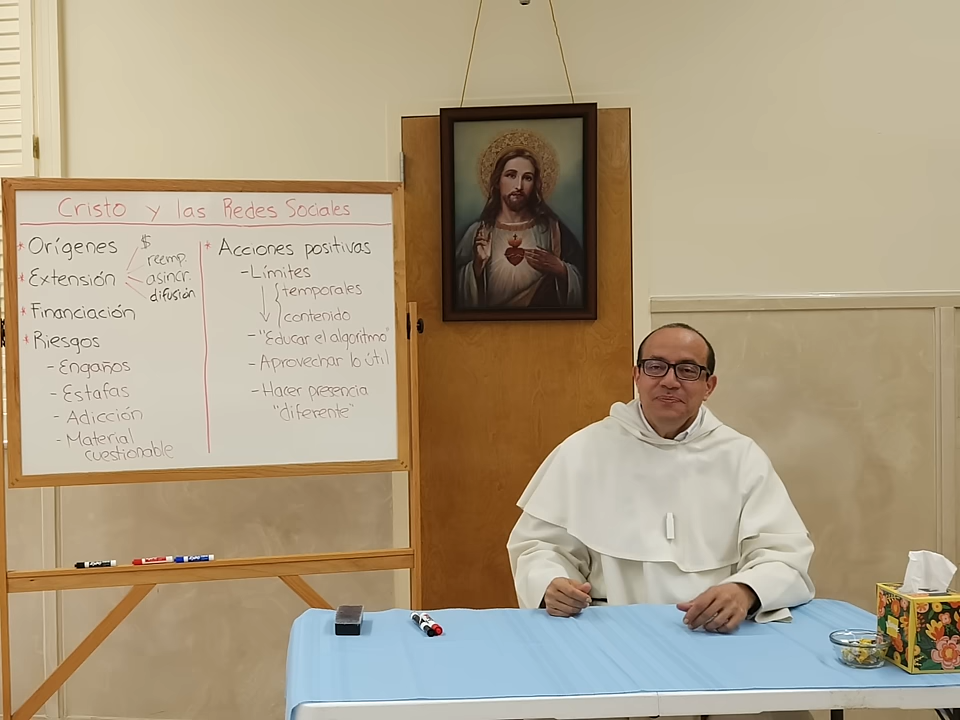 Cristo y las Redes Sociales
* Orígenes
* Extensión
$
reemp.
asincr.
difusión
* Financiación
* Riesgos
- Engaños
- Estafas
- Adicción
- Material
cuestionable
* Acciones positivas
- Límites
temporales
contenido
- "Educar el algoritmo"
- Aprovechar lo útil
- Hacer presencia
"diferente"